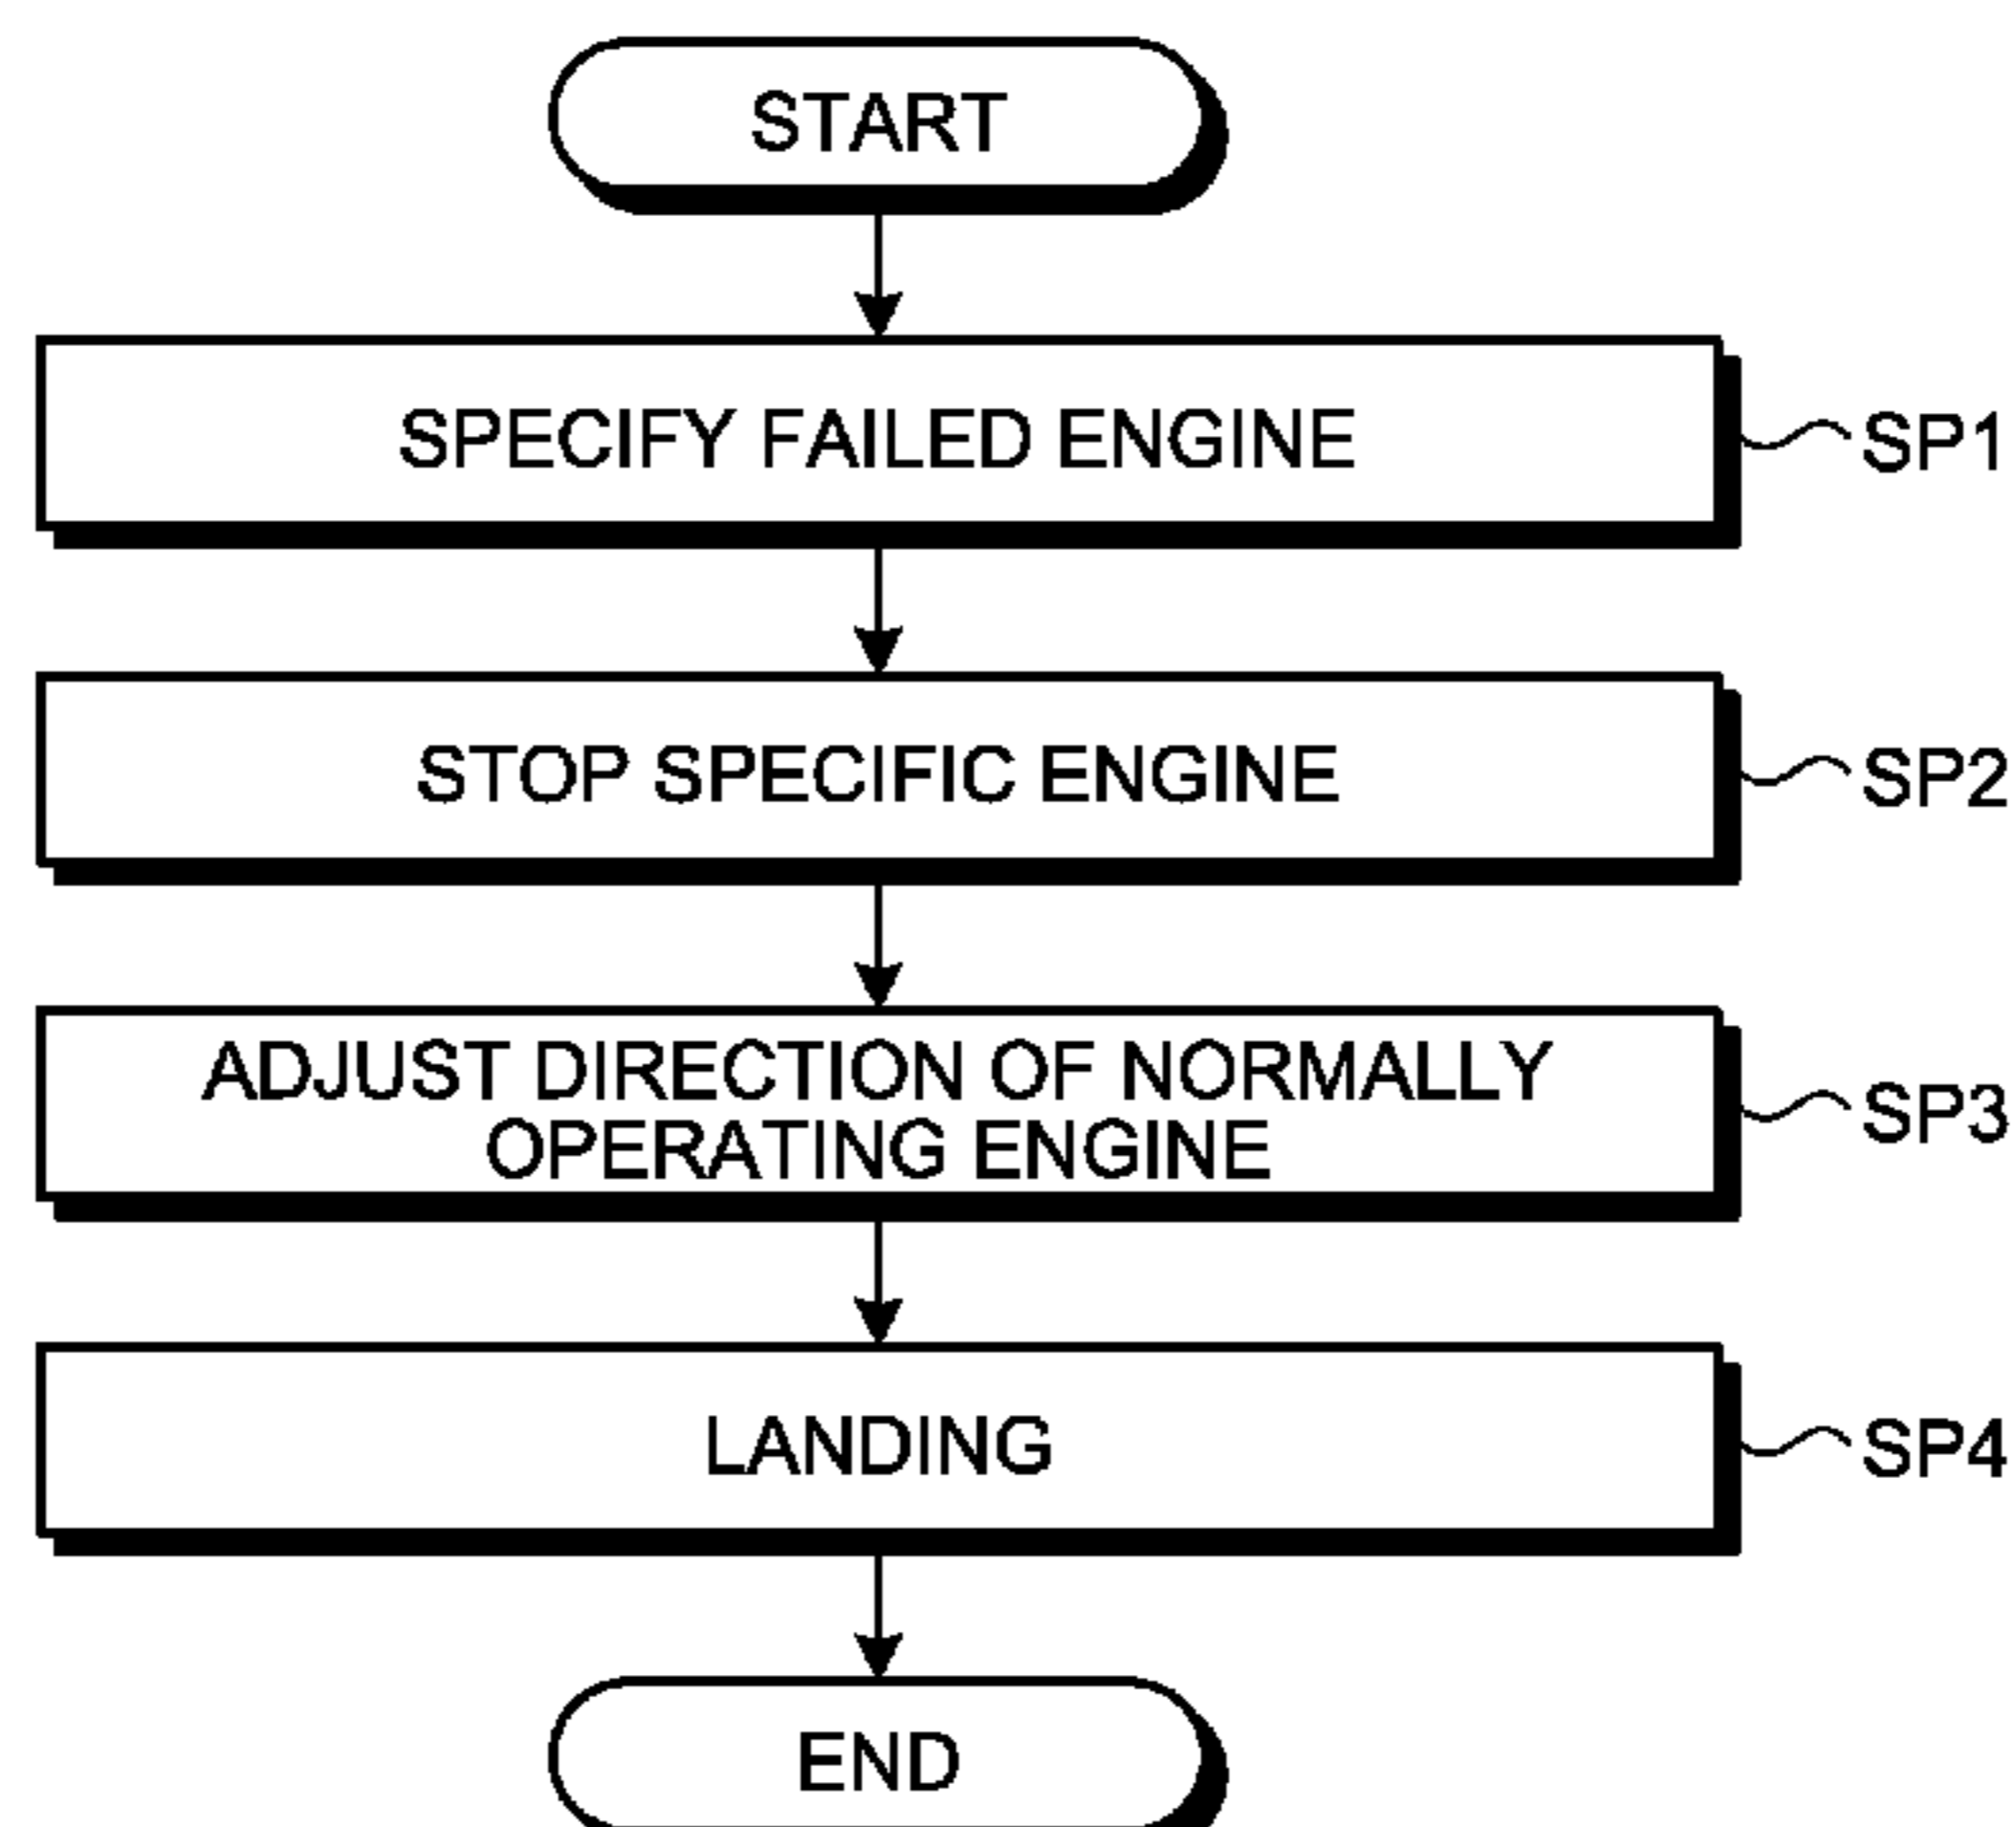 START
SPECIFY FAILED ENGINE
SP1
STOP SPECIFIC ENGINE
SP2
ADJUST DIRECTION OF NORMALLY
OPERATING ENGINE
SP3
LANDING
SP4
END